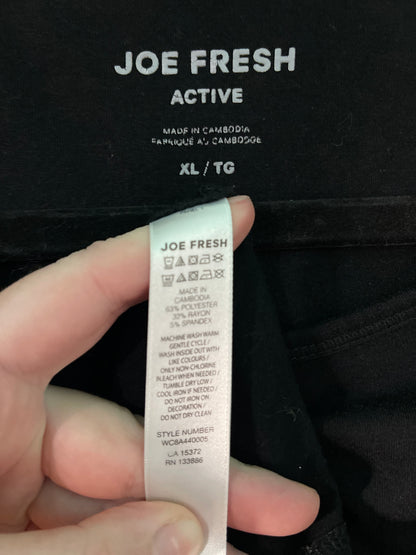 JOE FRESH
ACTIVE
MADE IN CAMBODIA
FABRIQUÉ AU CAMBODGE
XL / TG
JOE FRESH
MADE IN
CAMBODIA
63% POLYESTER
32% RAYON
5% SPANDEX
MACHINE WASH WARM
GENTLE CYCLE /
WASH INSIDE OUT WITH
LIKE COLOURS /
ONLY NON-CHLORINE
BLEACH WHEN NEEDED /
TUMBLE DRY LOW /
COOL IRON IF NEEDED /
DO NOT IRON ON
DECORATION /
DO NOT DRY CLEAN
STYLE NUMBER
WC8A440005
CA 15372
RN 133886